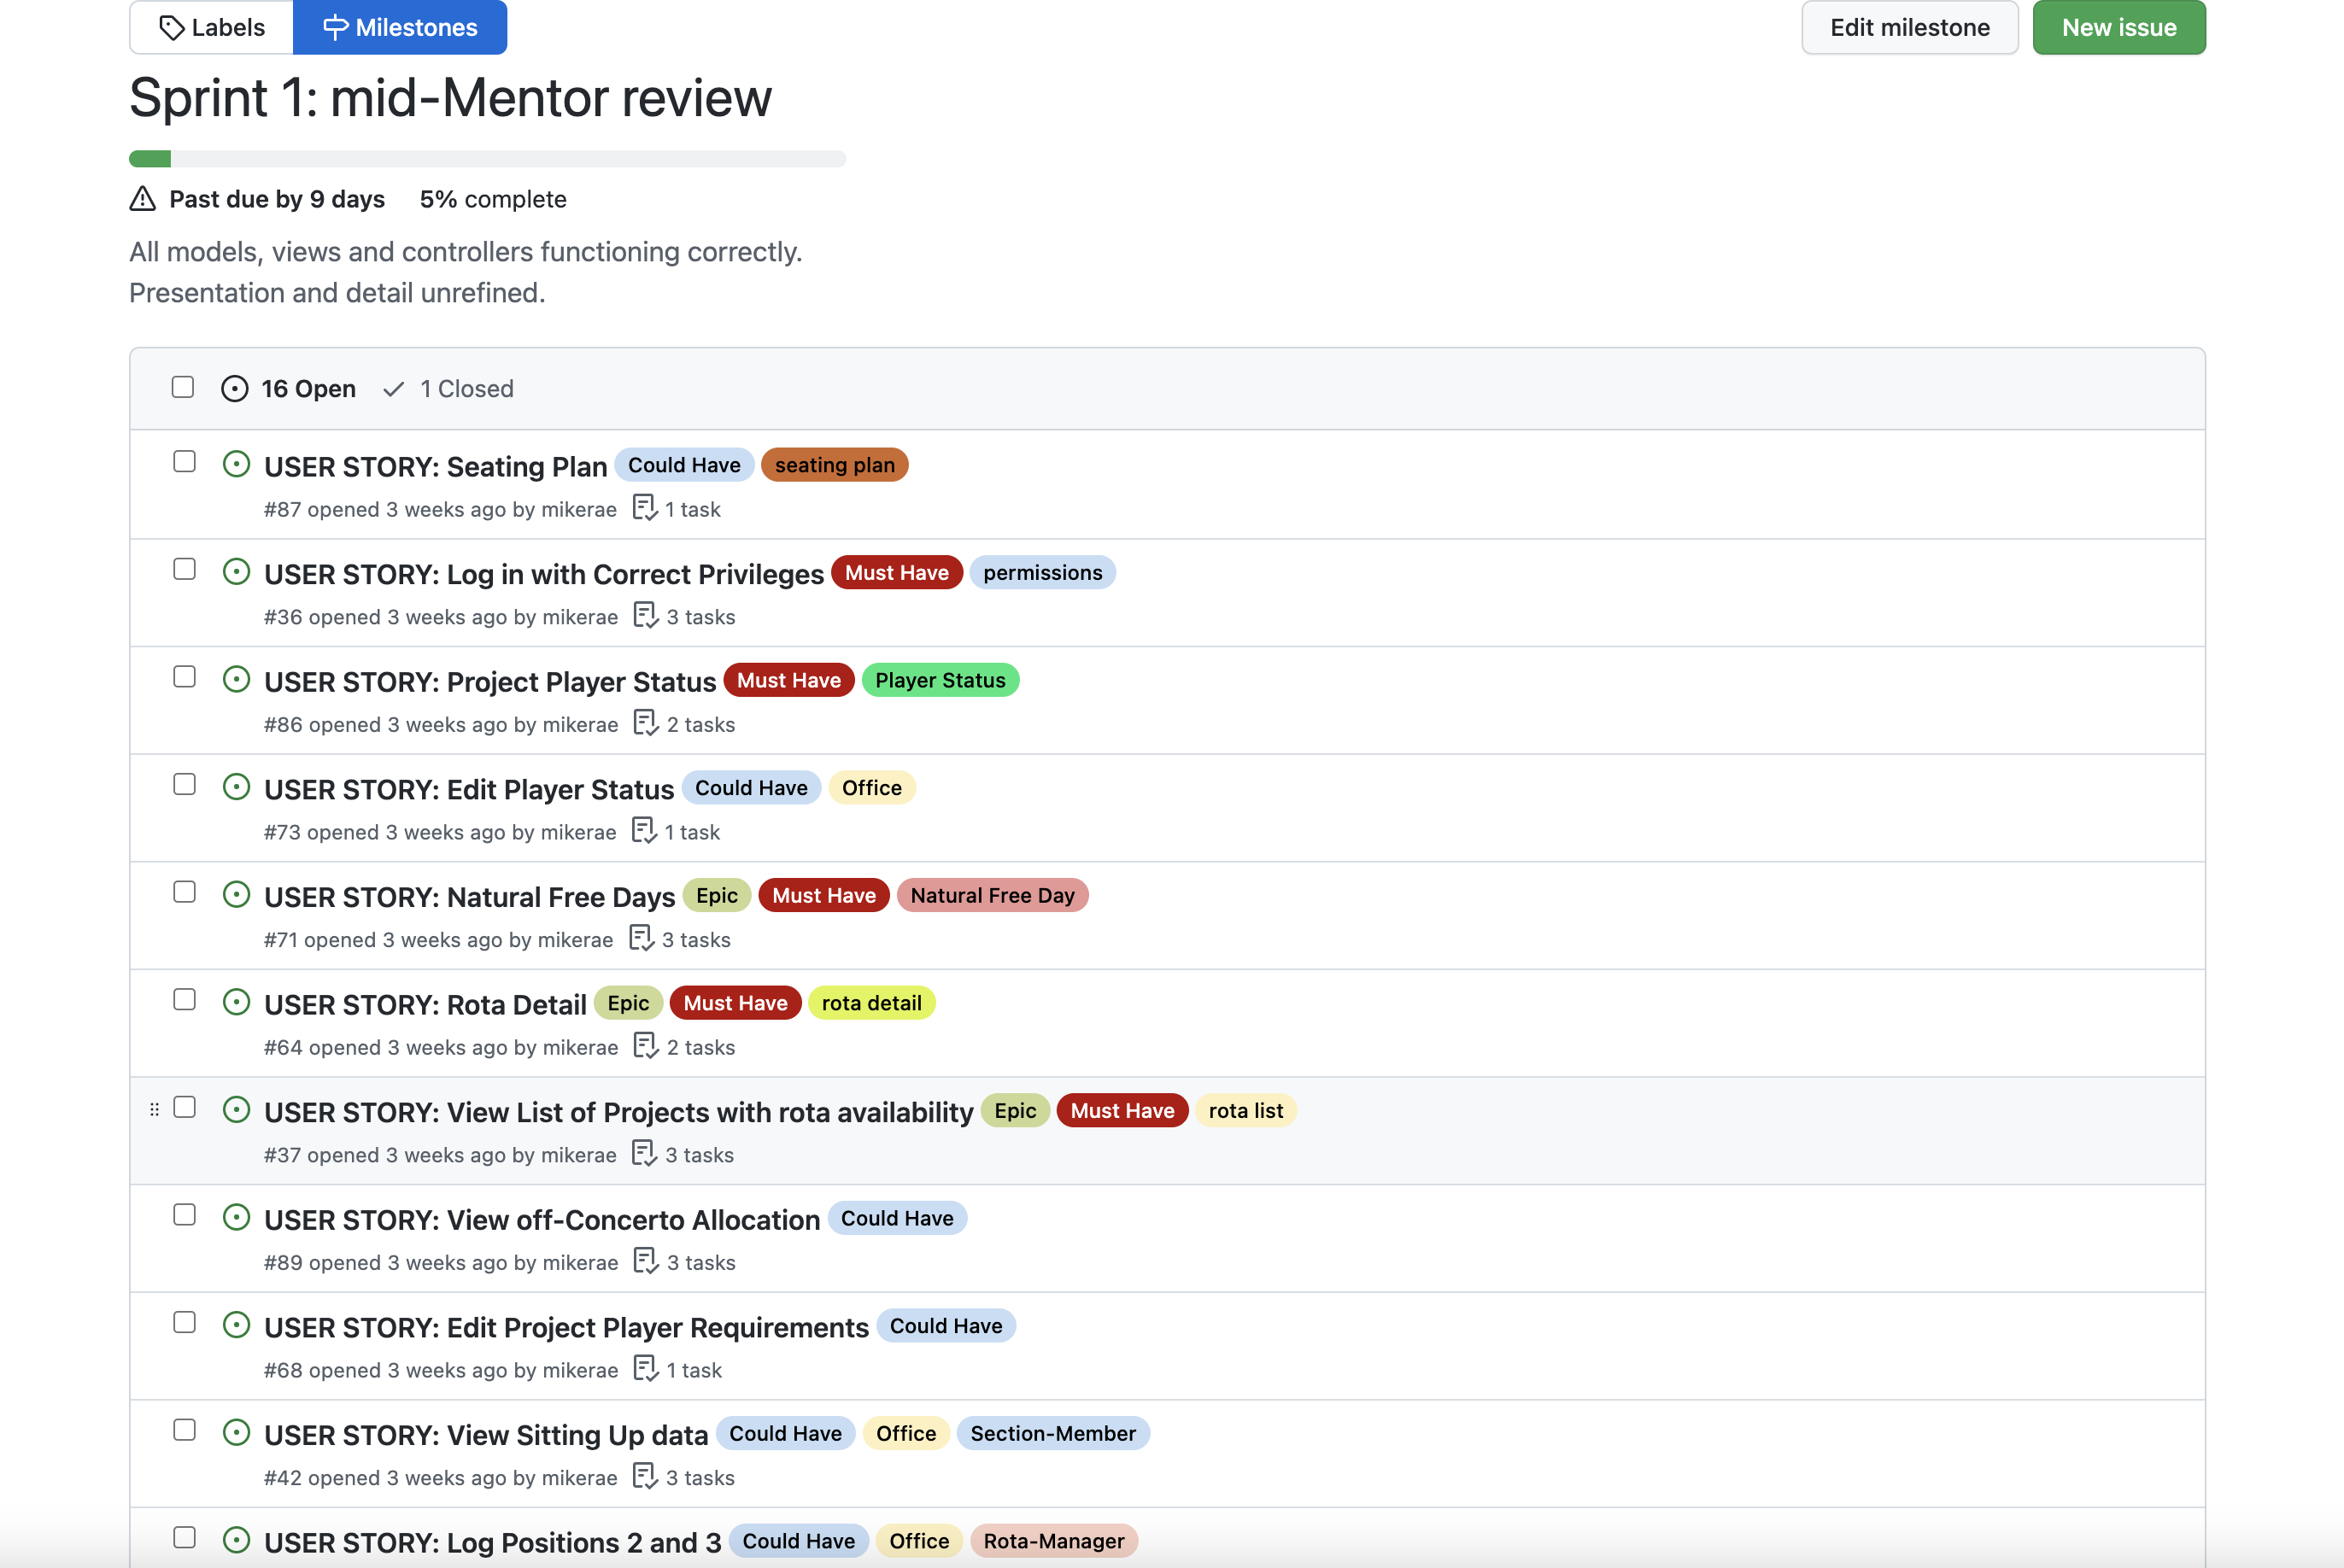 Labels Milestones Edit milestone New issue
Sprint 1: mid-Mentor review
Past due by 9 days 5% complete
All models, views and controllers functioning correctly.
Presentation and detail unrefined.
16 Open 1 Closed
USER STORY: Seating Plan Could Have seating plan
#87 opened 3 weeks ago by mikerae 1 task
USER STORY: Log in with Correct Privileges Must Have permissions
#36 opened 3 weeks ago by mikerae 3 tasks
USER STORY: Project Player Status Must Have Player Status
#86 opened 3 weeks ago by mikerae 2 tasks
USER STORY: Edit Player Status Could Have Office
#73 opened 3 weeks ago by mikerae 1 task
USER STORY: Natural Free Days Epic Must Have Natural Free Day
#71 opened 3 weeks ago by mikerae 3 tasks
USER STORY: Rota Detail Epic Must Have rota detail
#64 opened 3 weeks ago by mikerae 2 tasks
USER STORY: View List of Projects with rota availability Epic Must Have rota list
#37 opened 3 weeks ago by mikerae 3 tasks
USER STORY: View off-Concerto Allocation Could Have
#89 opened 3 weeks ago by mikerae 3 tasks
USER STORY: Edit Project Player Requirements Could Have
#68 opened 3 weeks ago by mikerae 1 task
USER STORY: View Sitting Up data Could Have Office Section-Member
#42 opened 3 weeks ago by mikerae 3 tasks
USER STORY: Log Positions 2 and 3 Could Have Office Rota-Manager